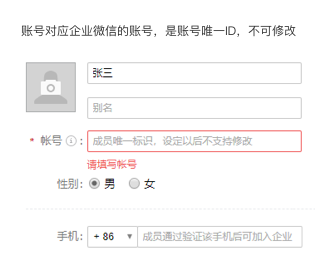 账号对应企业微信的账号，是账号唯一ID，不可修改
张三
别名
* 帐号 ⓘ: 成员唯一标识，设定以后不支持修改
请填写帐号
性别: 男 女
手机: + 86 ▼ 成员通过验证该手机后可加入企业